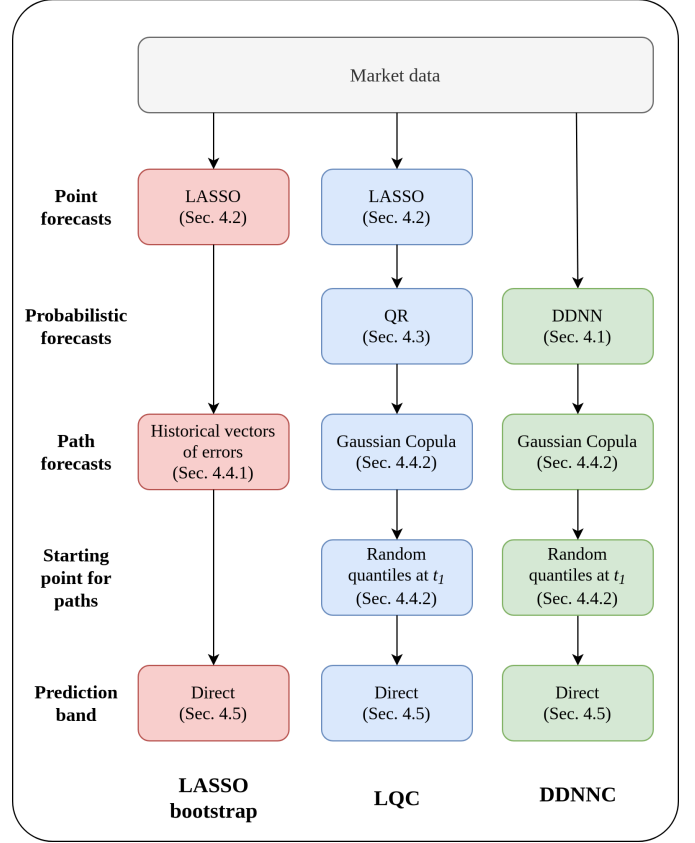 Market data
Point
forecasts
LASSO
(Sec. 4.2)
LASSO
(Sec. 4.2)
Probabilistic
forecasts
QR
(Sec. 4.3)
DDNN
(Sec. 4.1)
Path
forecasts
Historical vectors
of errors
(Sec. 4.4.1)
Gaussian Copula
(Sec. 4.4.2)
Gaussian Copula
(Sec. 4.4.2)
Starting
point for
paths
Random
quantiles at t1
(Sec. 4.4.2)
Random
quantiles at t1
(Sec. 4.4.2)
Prediction
band
Direct
(Sec. 4.5)
Direct
(Sec. 4.5)
Direct
(Sec. 4.5)
LASSO
bootstrap
LQC
DDNNC